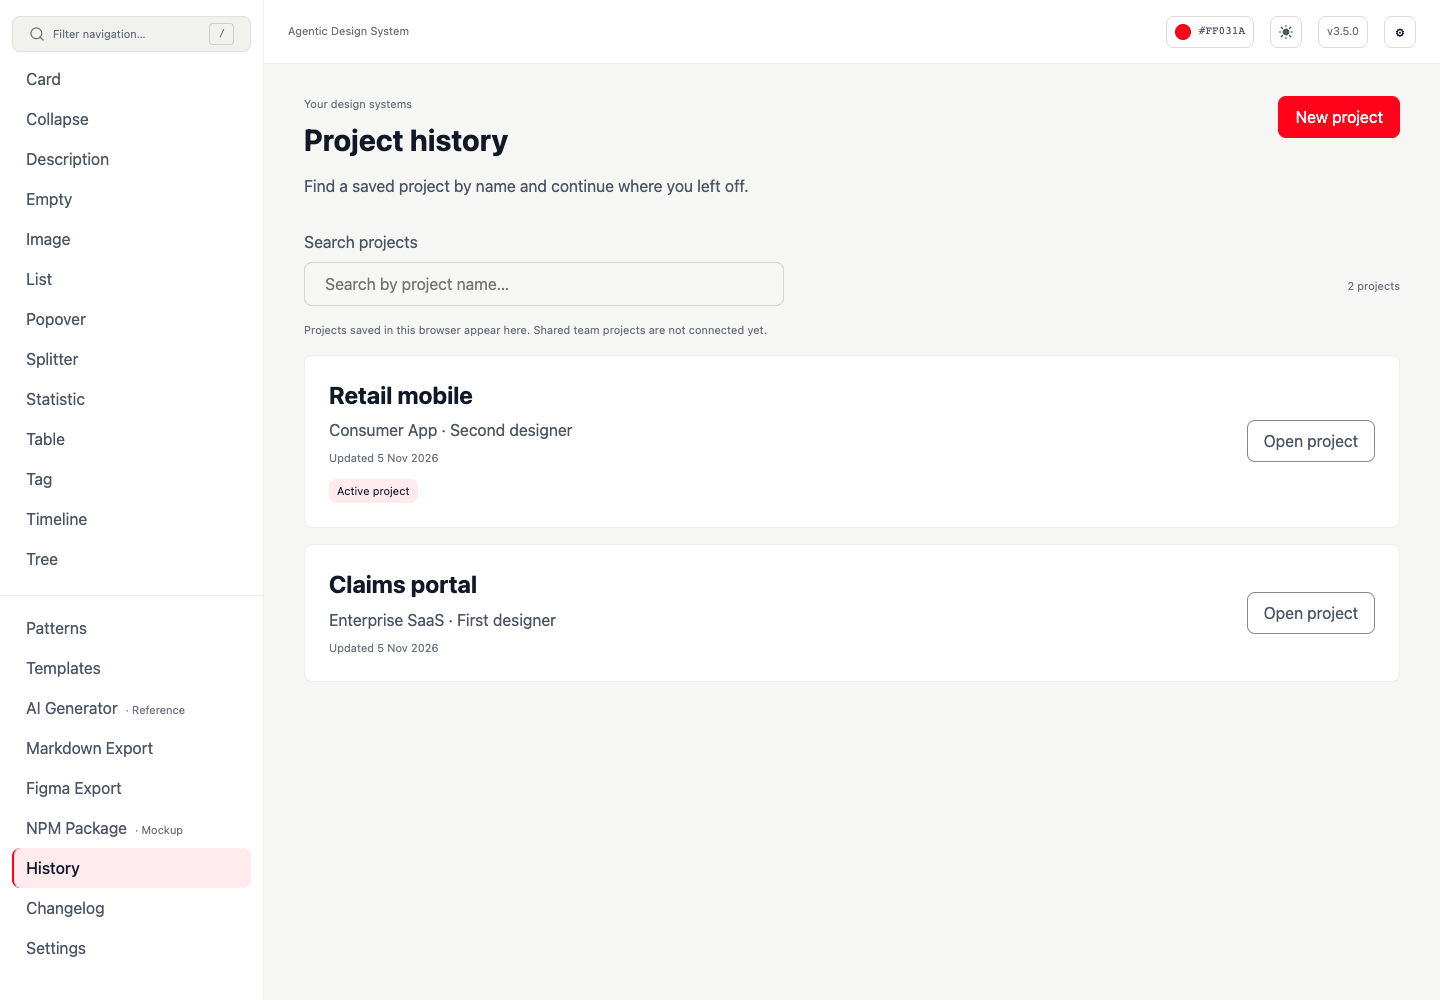 Filter navigation...
/
Card
Collapse
Description
Empty
Image
List
Popover
Splitter
Statistic
Table
Tag
Timeline
Tree
Patterns
Templates
AI Generator · Reference
Markdown Export
Figma Export
NPM Package · Mockup
History
Changelog
Settings
Agentic Design System
#FF031A
v3.5.0
Your design systems
Project history
New project
Find a saved project by name and continue where you left off.
Search projects
Search by project name...
2 projects
Projects saved in this browser appear here. Shared team projects are not connected yet.
Retail mobile
Consumer App · Second designer
Updated 5 Nov 2026
Active project
Open project
Claims portal
Enterprise SaaS · First designer
Updated 5 Nov 2026
Open project